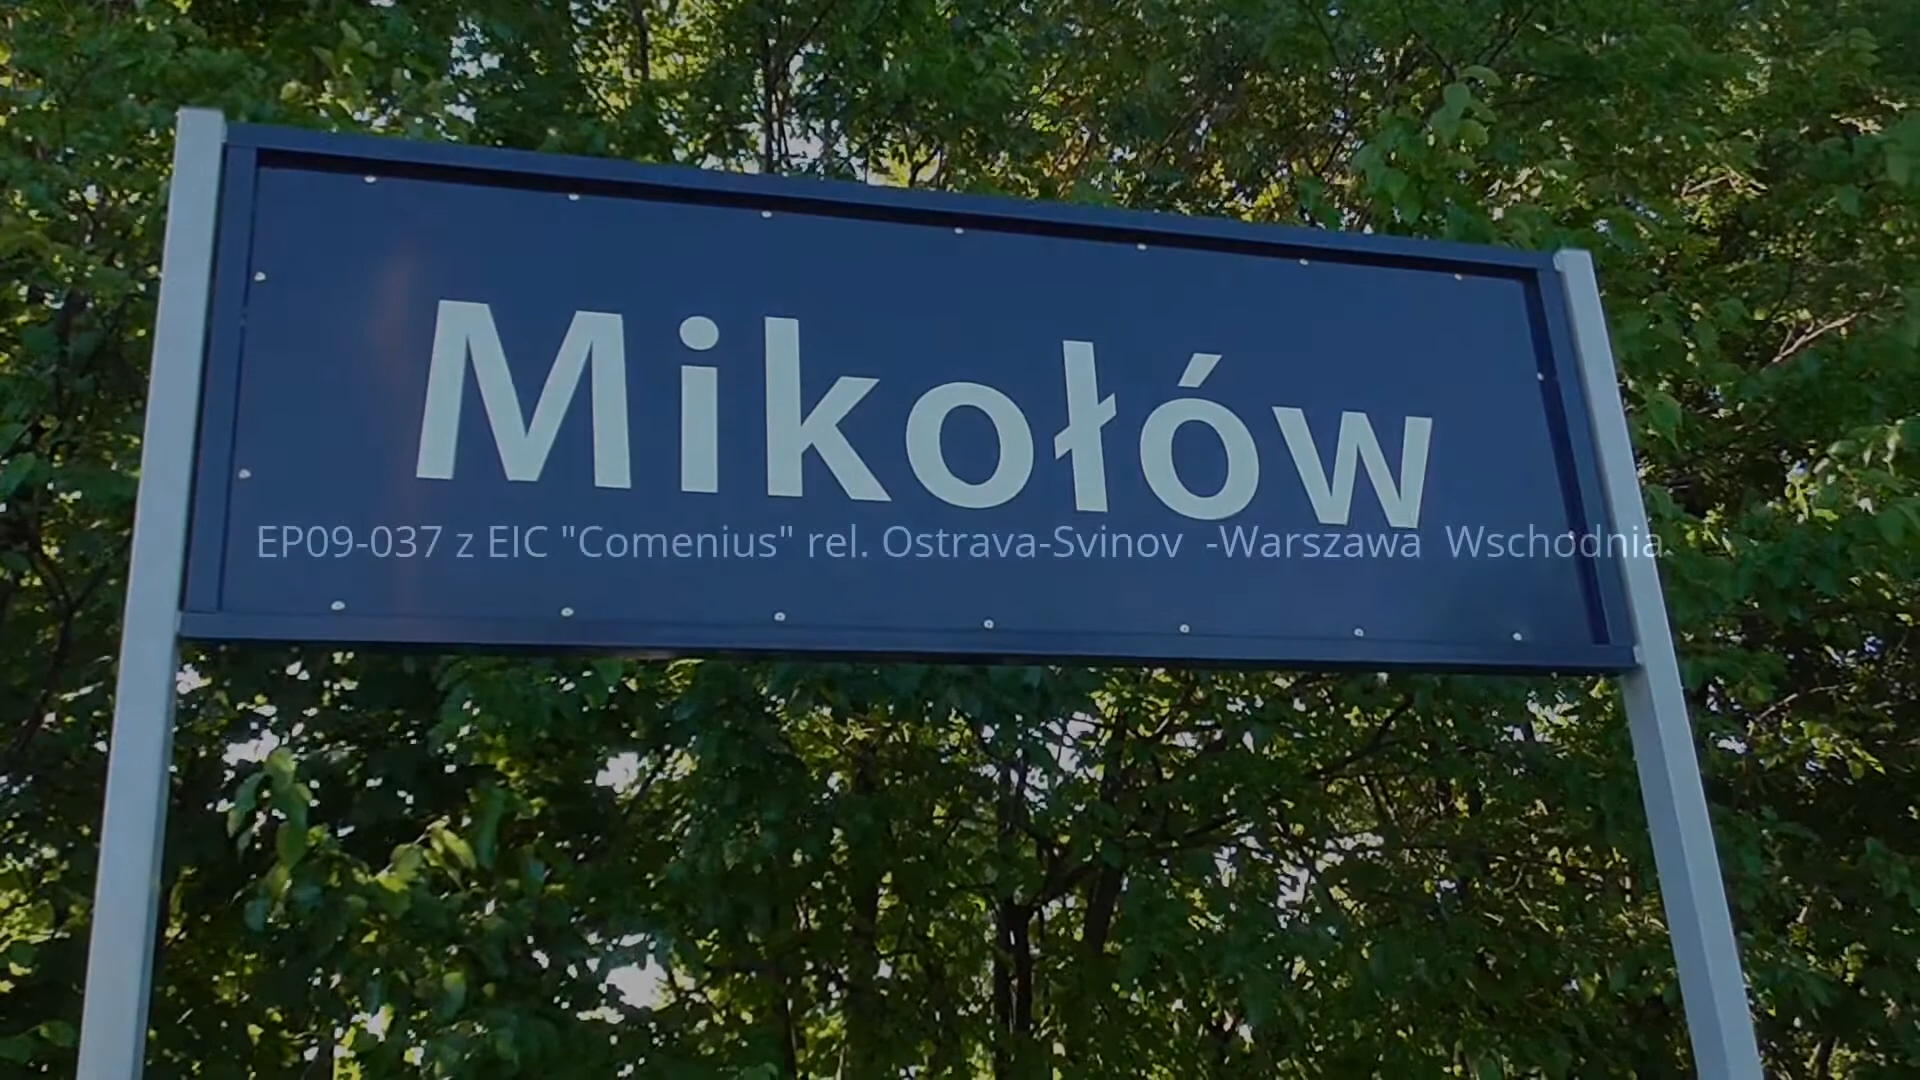 Mikołów
EP09-037 z EIC "Comenius" rel. Ostrava-Svinov  -Warszawa  Wschodnia